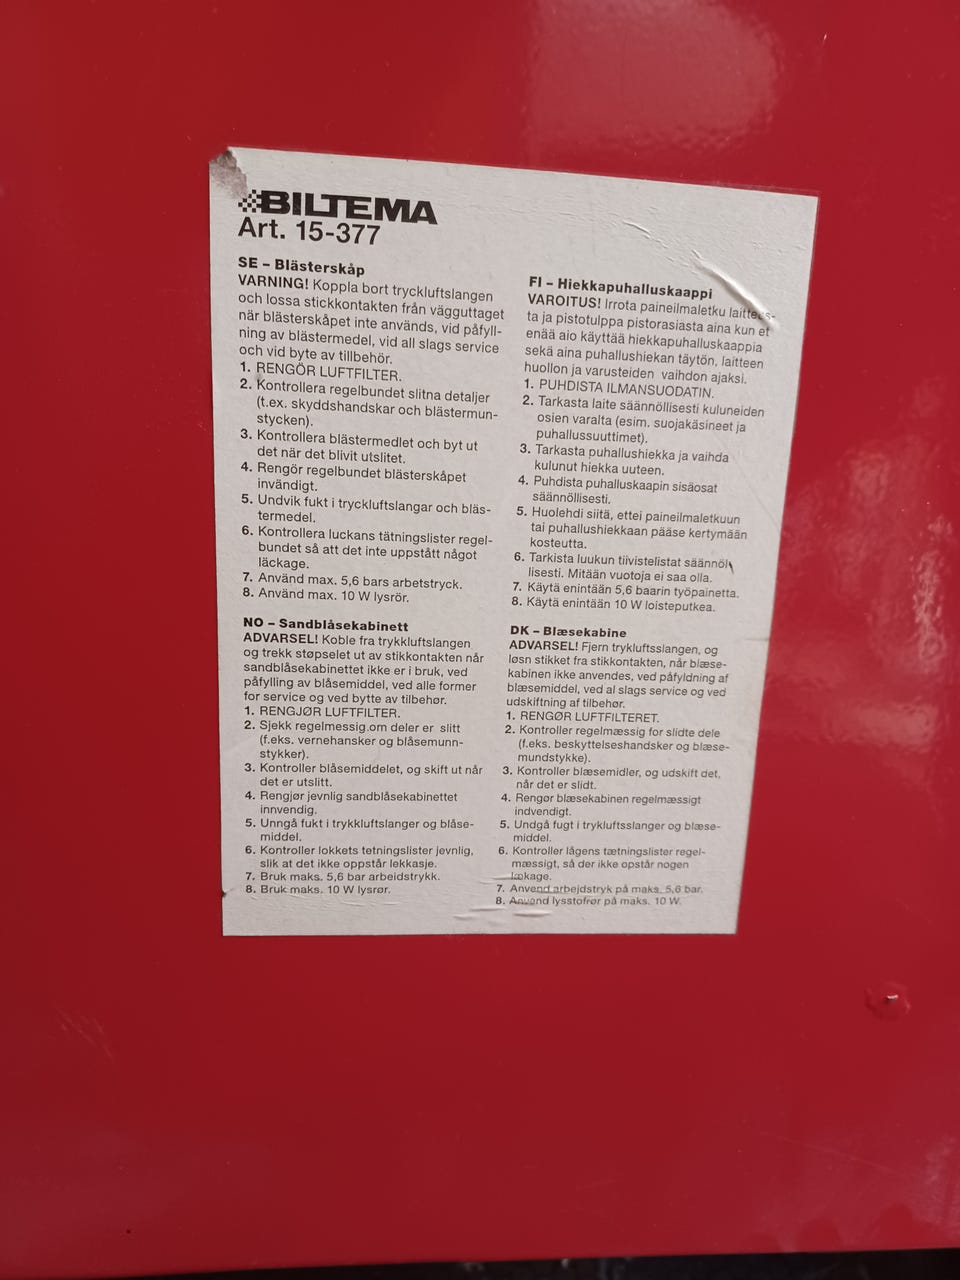 BILTEMA
Art. 15-377
SE – Blästerskåp
VARNING! Koppla bort tryckluftslangen
och lossa stickkontakten från vägguttaget
när blästerskåpet inte används, vid påfyll-
ning av blästermedel, vid all slags service
och vid byte av tillbehör.
1. RENGÖR LUFTFILTER.
2. Kontrollera regelbundet slitna detaljer
(t.ex. skyddshandskar och blästermun-
stycken).
3. Kontrollera blästermedlet och byt ut
det när det blivit utslitet.
4. Rengör regelbundet blästerskåpet
invändigt.
5. Undvik fukt i tryckluftslangar och bläs-
termedel.
6. Kontrollera luckans tätningslister regel-
bundet så att det inte uppstått något
läckage.
7. Använd max. 5,6 bars arbetstryck.
8. Använd max. 10 W lysrör.
FI – Hiekkapuhalluskaappi
VAROITUS! Irrota paineilmaletku laittees-
ta ja pistotulppa pistorasiasta aina kun et
enää aio käyttää hiekkapuhalluskaappia
sekä aina puhallushiekan täytön, laitteen
huollon ja varusteiden vaihdon ajaksi.
1. PUHDISTA ILMANSUODATIN.
2. Tarkasta laite säännöllisesti kuluneiden
osien varalta (esim. suojakäsineet ja
puhallussuuttimet).
3. Tarkasta puhallushiekka ja vaihda
kulunut hiekka uuteen.
4. Puhdista puhalluskaapin sisäosat
säännöllisesti.
5. Huolehdi siitä, ettei paineilmaletkuun
tai puhallushiekkaan pääse kertymään
kosteutta.
6. Tarkista luukun tiivistelistat säännöl-
lisesti. Mitään vuotoja ei saa olla.
7. Käytä enintään 5,6 baarin työpainetta.
8. Käytä enintään 10 W loisteputkea.
NO – Sandblåsekabinett
ADVARSEL! Koble fra trykkluftslangen
og trekk støpselet ut av stikkontakten når
sandblåsekabinettet ikke er i bruk, ved
påfylling av blåsemiddel, ved alle former
for service og ved bytte av tilbehør.
1. RENGJØR LUFTFILTER.
2. Sjekk regelmessig om deler er slitt
(f.eks. vernehansker og blåsemunn-
stykker).
3. Kontroller blåsemiddelet, og skift ut når
det er utslitt.
4. Rengjør jevnlig sandblåsekabinettet
innvendig.
5. Unngå fukt i trykkluftslanger og blåse-
middel.
6. Kontroller lokkets tetningslister jevnlig,
slik at det ikke oppstår lekkasje.
7. Bruk maks. 5,6 bar arbeidstrykk.
8. Bruk maks. 10 W lysrør.
DK – Blæsekabine
ADVARSEL! Fjern trykluftsslangen, og
løsn stikket fra stikkontakten, når blæse-
kabinen ikke anvendes, ved påfyldning af
blæsemiddel, ved al slags service og ved
udskiftning af tilbehør.
1. RENGØR LUFTFILTERET.
2. Kontroller regelmæssig for slidte dele
(f.eks. beskyttelseshandsker og blæse-
mundstykke).
3. Kontroller blæsemidler, og udskift det,
når det er slidt.
4. Rengør blæsekabinen regelmæssigt
indvendigt.
5. Undgå fugt i trykluftsslanger og blæse-
middel.
6. Kontroller lågens tætningslister regel-
mæssigt, så der ikke opstår nogen
lækage.
7. Anvend arbejdstryk på maks. 5,6 bar.
8. Anvend lysstofrør på maks. 10 W.